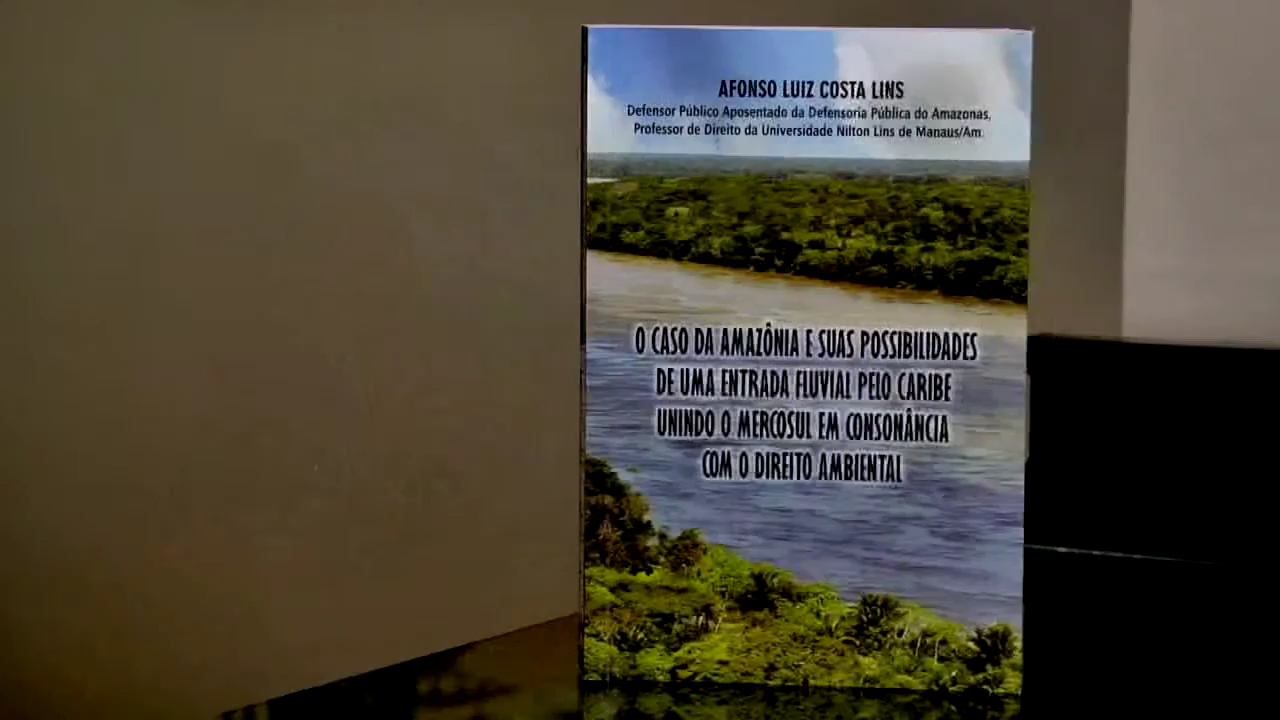 AFONSO LUIZ COSTA LINS
Defensor Público Aposentado da Defensoria Pública do Amazonas,
Professor de Direito da Universidade Nilton Lins de Manaus/Am.
O CASO DA AMAZÔNIA E SUAS POSSIBILIDADES
DE UMA ENTRADA FLUVIAL PELO CARIBE
UNINDO O MERCOSUL EM CONSONÂNCIA
COM O DIREITO AMBIENTAL